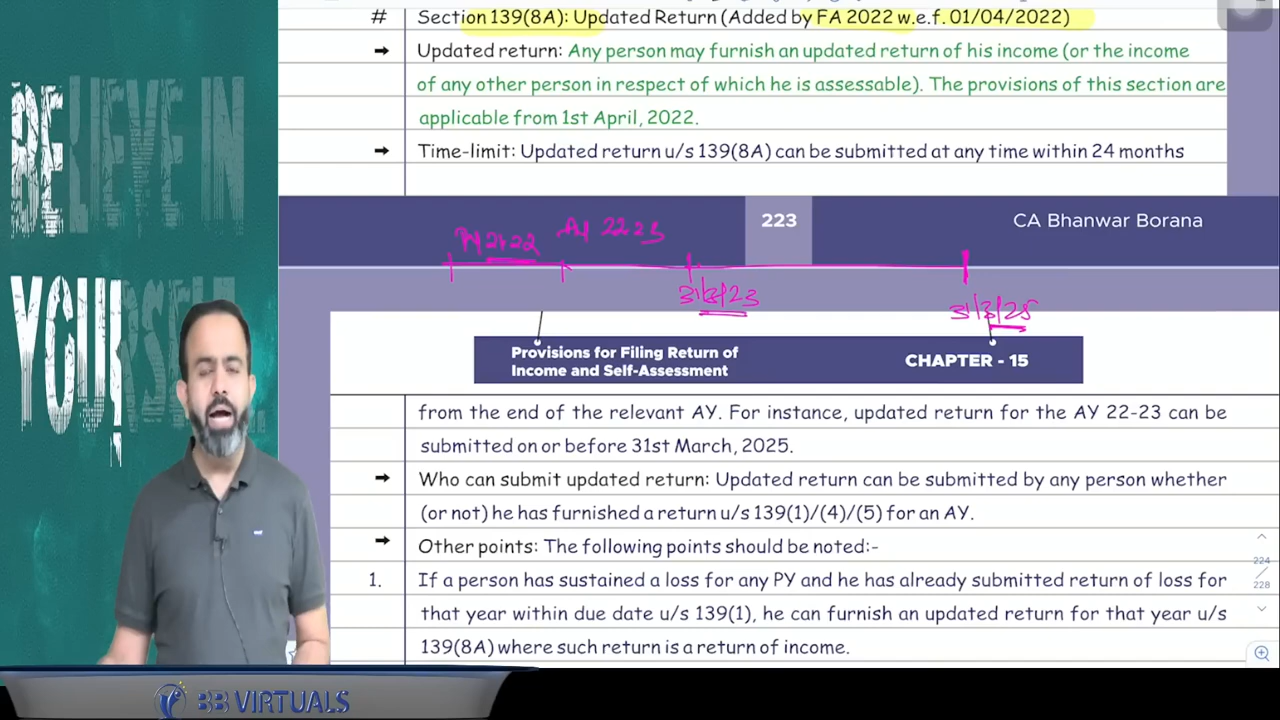 # Section 139(8A): Updated Return (Added by FA 2022 w.e.f. 01/04/2022)
→ Updated return: Any person may furnish an updated return of his income (or the income
of any other person in respect of which he is assessable). The provisions of this section are
applicable from 1st April, 2022.
→ Time-limit: Updated return u/s 139(8A) can be submitted at any time within 24 months
223
CA Bhanwar Borana
PY 21-22
AY 22-23
31/3/23
31/3/25
Provisions for Filing Return of
Income and Self-Assessment
CHAPTER - 15
from the end of the relevant AY. For instance, updated return for the AY 22-23 can be
submitted on or before 31st March, 2025.
→ Who can submit updated return: Updated return can be submitted by any person whether
(or not) he has furnished a return u/s 139(1)/(4)/(5) for an AY.
→ Other points: The following points should be noted:-
1. If a person has sustained a loss for any PY and he has already submitted return of loss for
that year within due date u/s 139(1), he can furnish an updated return for that year u/s
139(8A) where such return is a return of income.
224
/
228
BELIEVE IN
YOURSELF
BB VIRTUALS